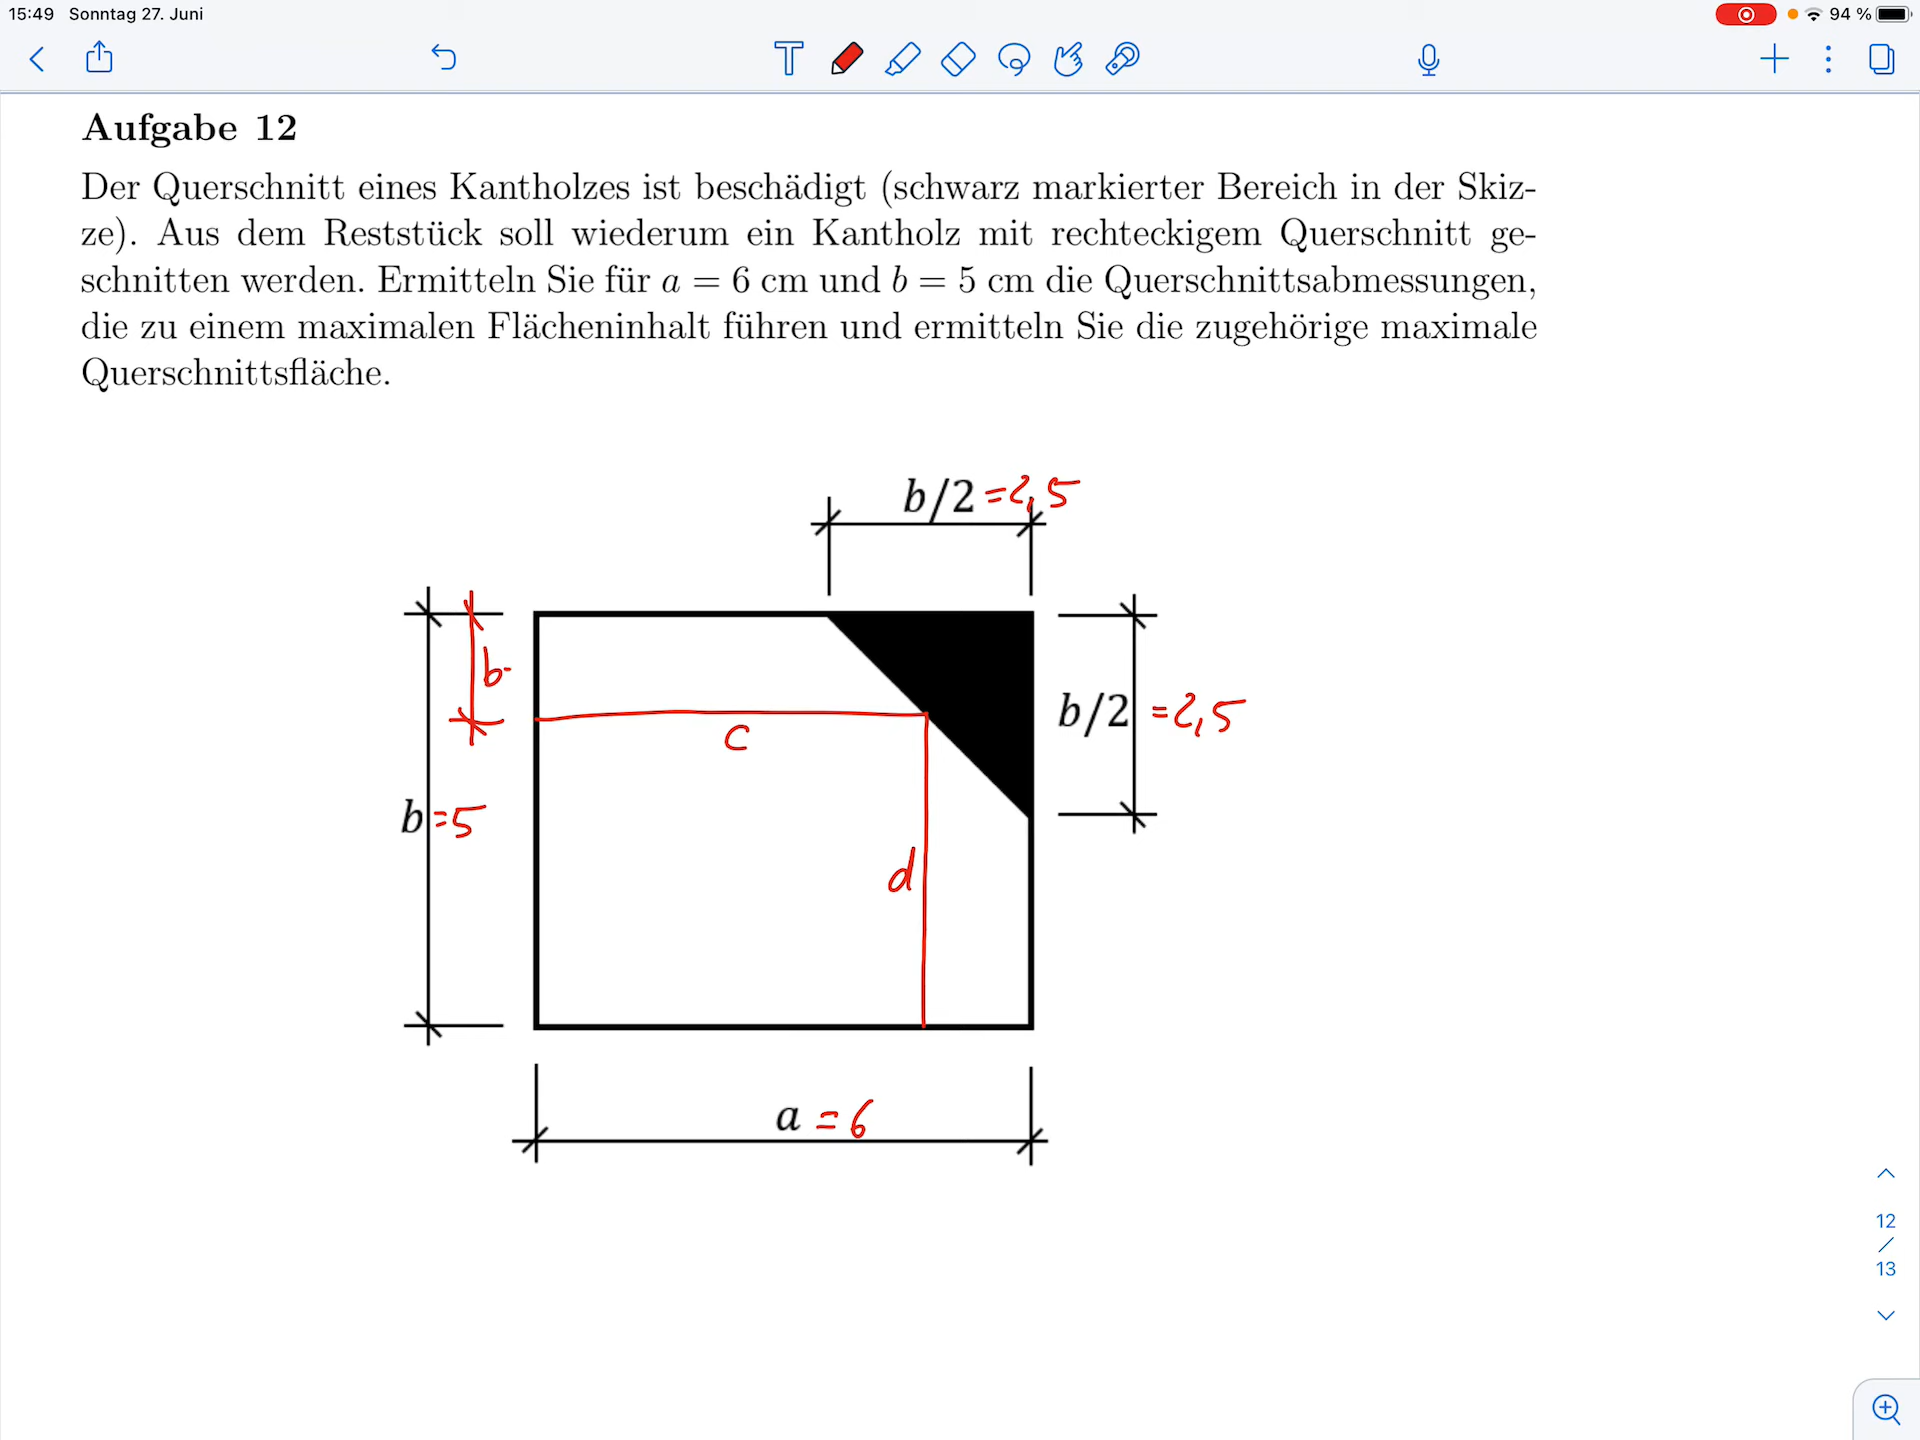 15:49 Sonntag 27. Juni
94 %
Aufgabe 12
Der Querschnitt eines Kantholzes ist beschädigt (schwarz markierter Bereich in der Skiz-
ze). Aus dem Reststück soll wiederum ein Kantholz mit rechteckigem Querschnitt ge-
schnitten werden. Ermitteln Sie für a = 6 cm und b = 5 cm die Querschnittsabmessungen,
die zu einem maximalen Flächeninhalt führen und ermitteln Sie die zugehörige maximale
Querschnittsfläche.
b/2 =2,5
b-
c
b/2 =2,5
b =5
d
a = 6
12
/
13